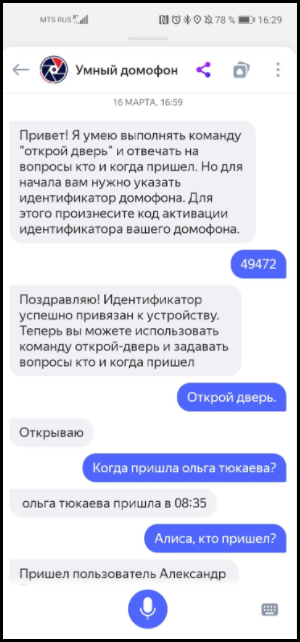 MTS RUS 78 % 16:29
Умный домофон
16 МАРТА, 16:59
Привет! Я умею выполнять команду
"открой дверь" и отвечать на
вопросы кто и когда пришел. Но для
начала вам нужно указать
идентификатор домофона. Для
этого произнесите код активации
идентификатора вашего домофона.
49472
Поздравляю! Идентификатор
успешно привязан к устройству.
Теперь вы можете использовать
команду открой-дверь и задавать
вопросы кто и когда пришел
Открой дверь.
Открываю
Когда пришла ольга тюкаева?
ольга тюкаева пришла в 08:35
Алиса, кто пришел?
Пришел пользователь Александр